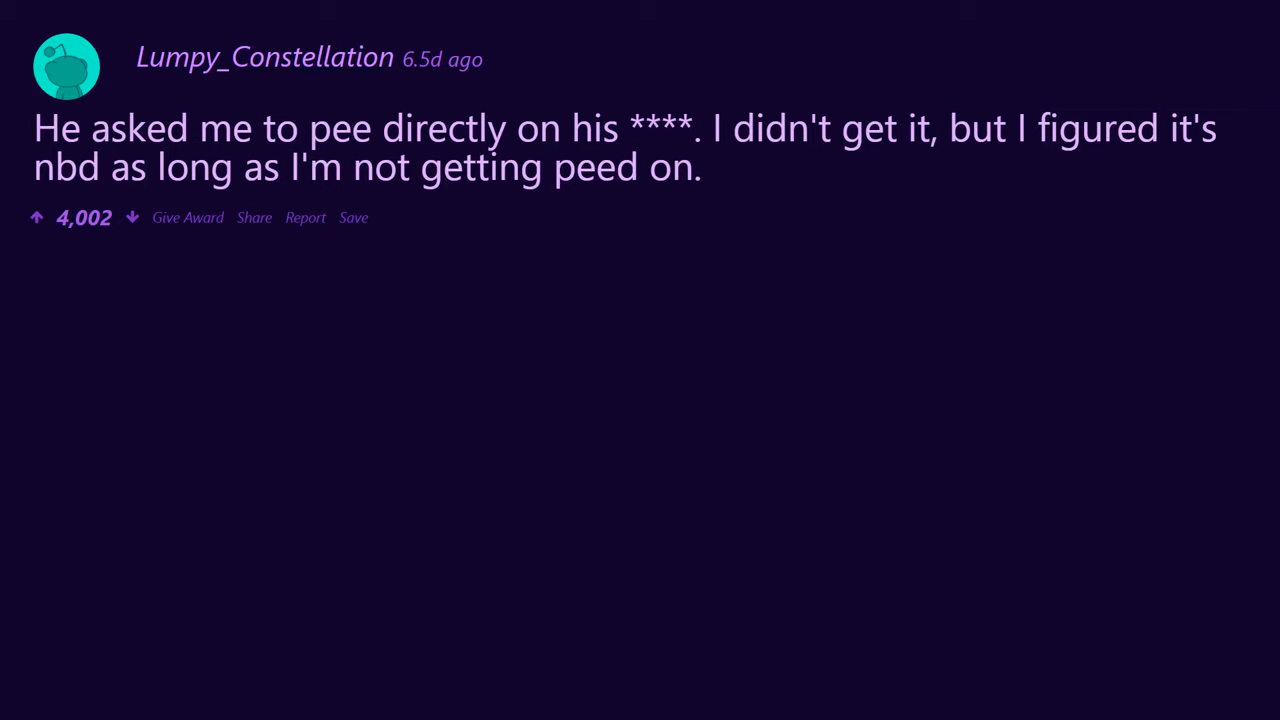 Lumpy_Constellation 6.5d ago
He asked me to pee directly on his ****. I didn't get it, but I figured it's
nbd as long as I'm not getting peed on.
4,002 Give Award Share Report Save